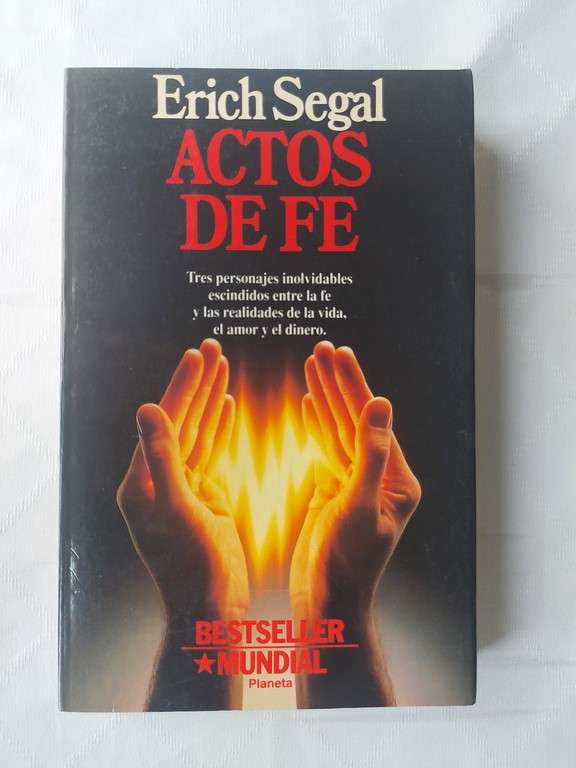 Erich Segal
ACTOS
DE FE
Tres personajes inolvidables
escindidos entre la fe
y las realidades de la vida,
el amor y el dinero.
BESTSELLER
★MUNDIAL
Planeta